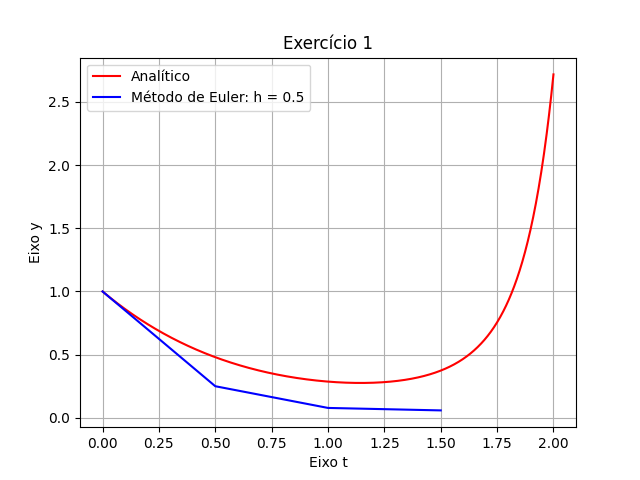 Exercício 1
Analítico
Método de Euler: h = 0.5
Eixo y
2.5
2.0
1.5
1.0
0.5
0.0
0.00 0.25 0.50 0.75 1.00 1.25 1.50 1.75 2.00
Eixo t